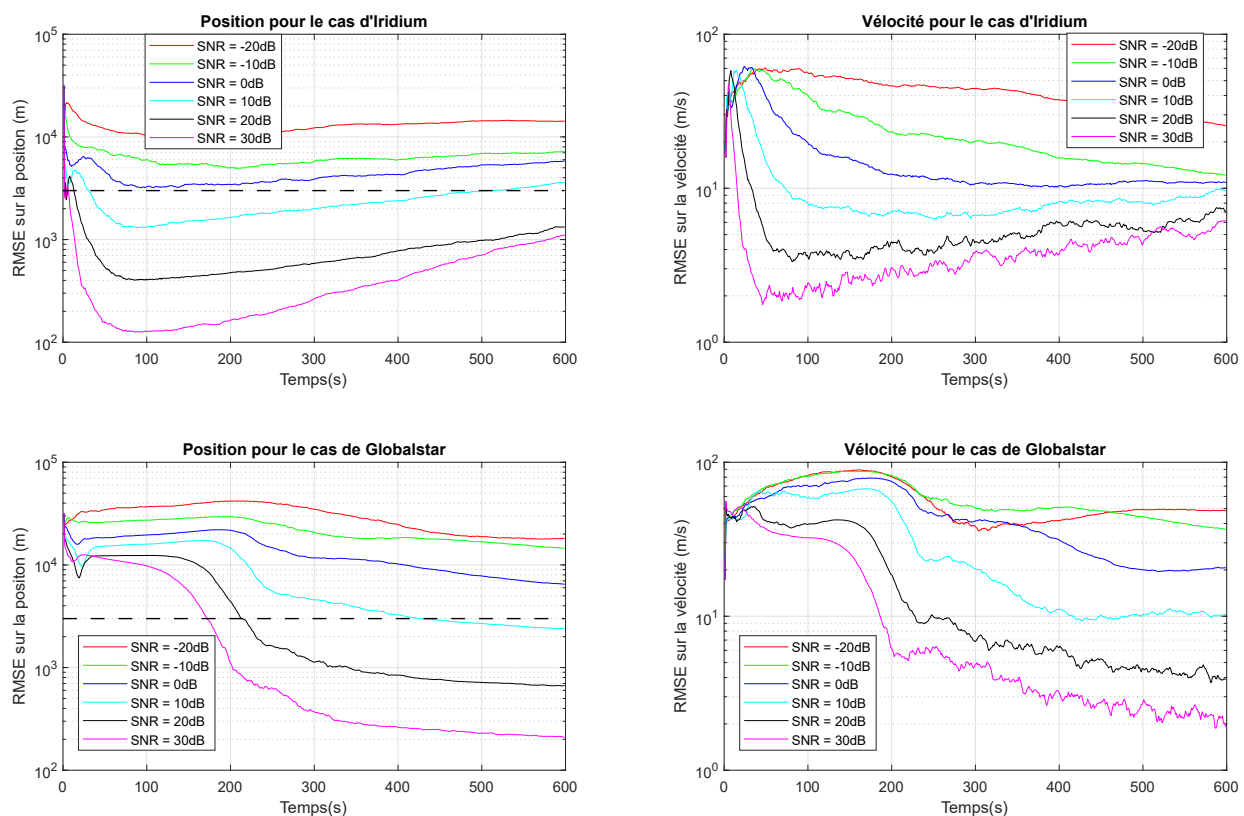 Position pour le cas d'Iridium
RMSE sur la positon (m)
10^5
10^4
10^3
10^2
SNR = -20dB
SNR = -10dB
SNR = 0dB
SNR = 10dB
SNR = 20dB
SNR = 30dB
0 100 200 300 400 500 600
Temps(s)
Vélocité pour le cas d'Iridium
RMSE sur la vélocité (m/s)
10^2
10^1
10^0
SNR = -20dB
SNR = -10dB
SNR = 0dB
SNR = 10dB
SNR = 20dB
SNR = 30dB
0 100 200 300 400 500 600
Temps(s)
Position pour le cas de Globalstar
RMSE sur la positon (m)
10^5
10^4
10^3
10^2
SNR = -20dB
SNR = -10dB
SNR = 0dB
SNR = 10dB
SNR = 20dB
SNR = 30dB
0 100 200 300 400 500 600
Temps(s)
Vélocité pour le cas de Globalstar
RMSE sur la vélocité (m/s)
10^2
10^1
10^0
SNR = -20dB
SNR = -10dB
SNR = 0dB
SNR = 10dB
SNR = 20dB
SNR = 30dB
0 100 200 300 400 500 600
Temps(s)